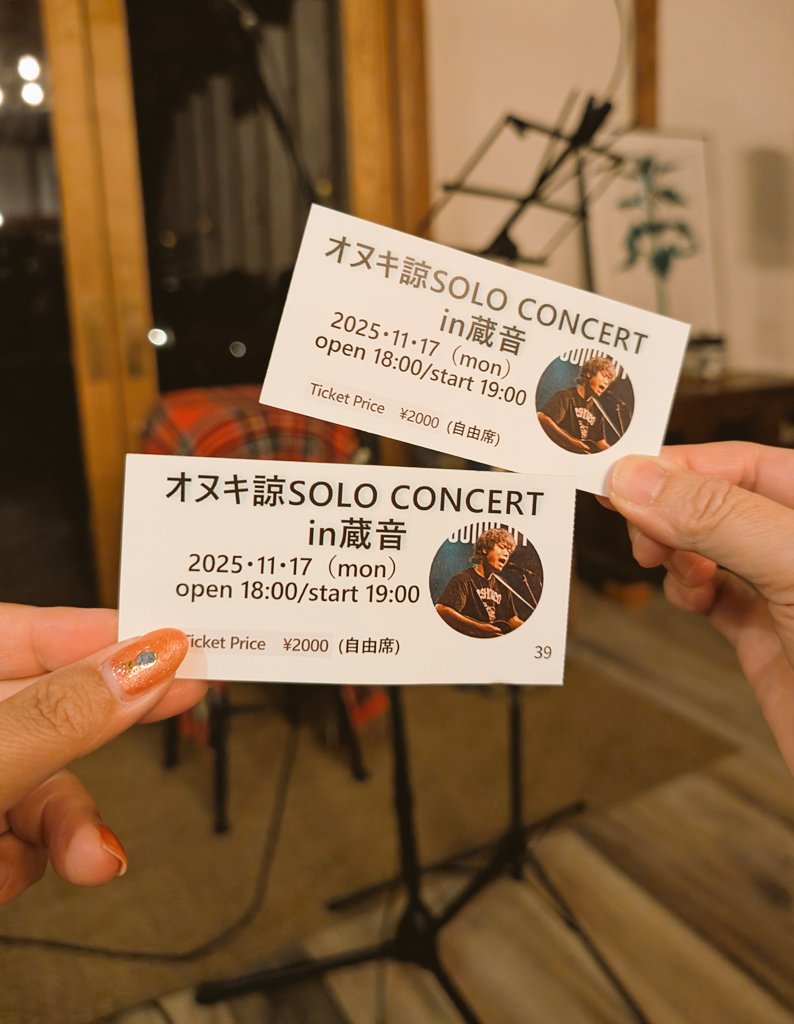 オヌキ諒SOLO CONCERT
in蔵音
2025・11・17（mon）
open 18:00/start 19:00
Ticket Price ¥2000 (自由席)
オヌキ諒SOLO CONCERT
in蔵音
2025・11・17（mon）
open 18:00/start 19:00
Ticket Price ¥2000 (自由席)
39